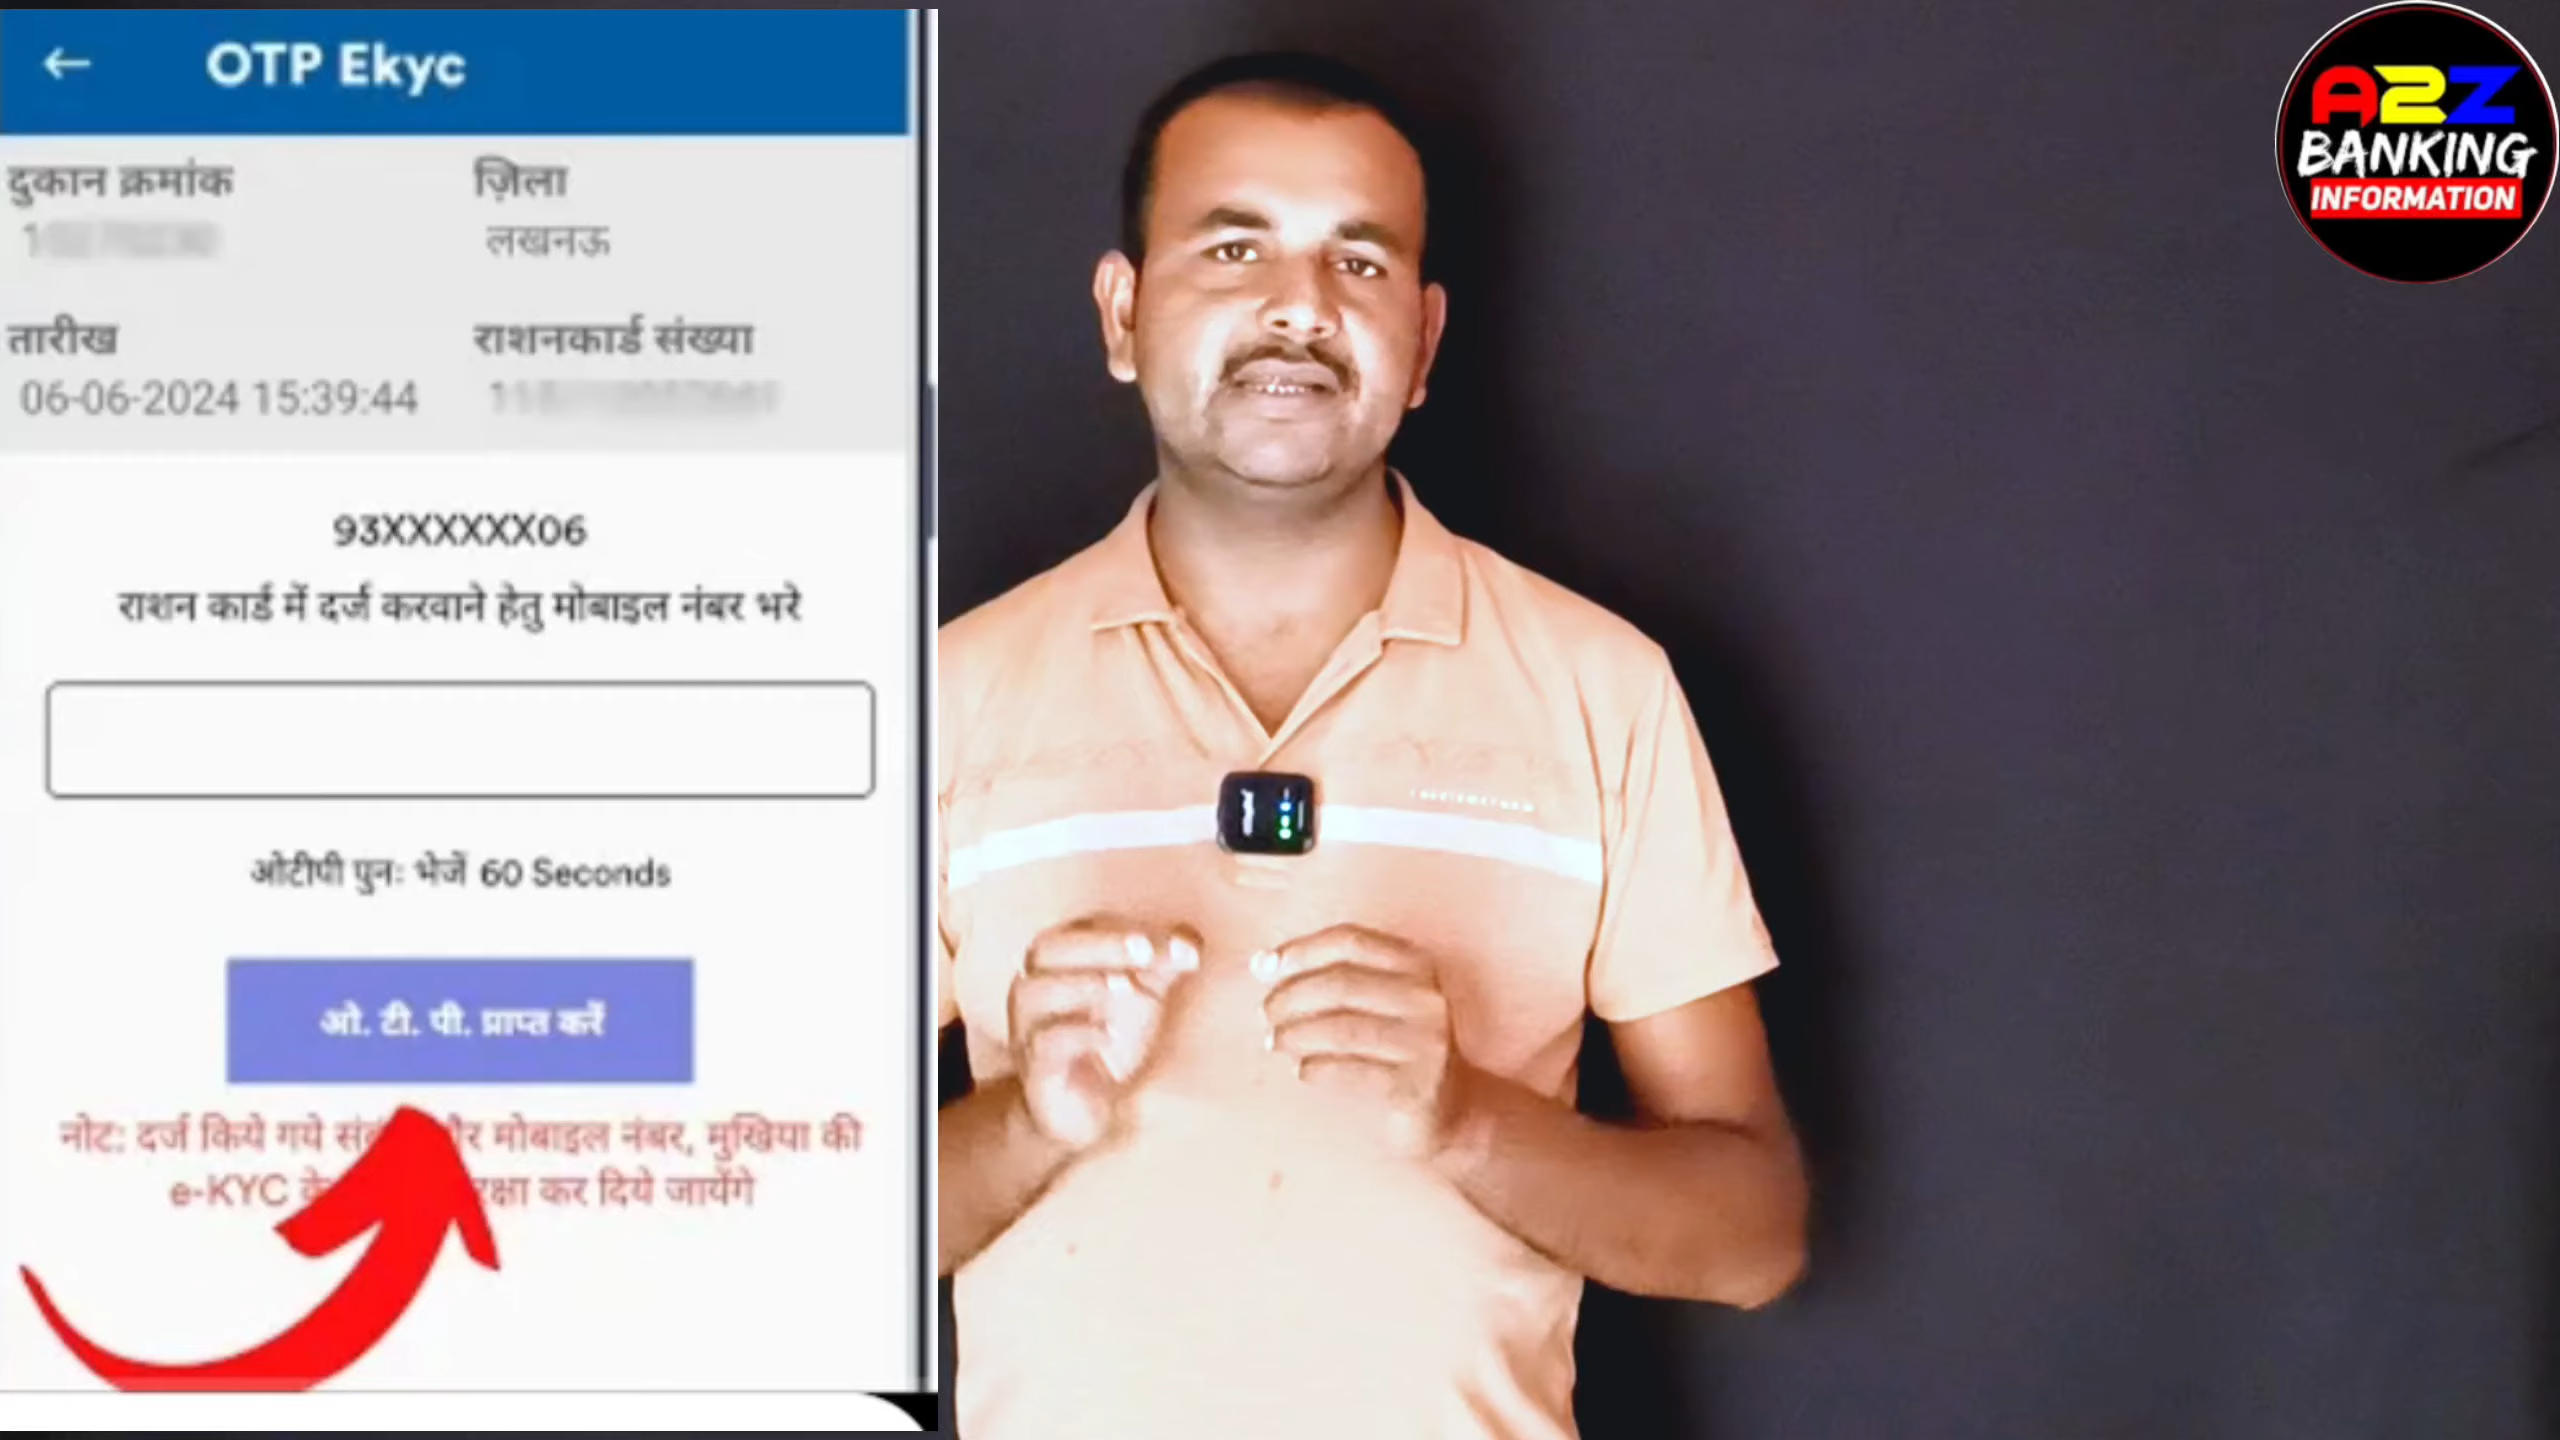 OTP Ekyc
दुकान क्रमांक
ज़िला
लखनऊ
तारीख
राशनकार्ड संख्या
06-06-2024 15:39:44
93XXXXXX06
राशन कार्ड में दर्ज करवाने हेतु मोबाइल नंबर भरे
ओटीपी पुनः भेजें 60 Seconds
ओ. टी. पी. प्राप्त करें
नोट: दर्ज किये गये मोबाइल नंबर, मुखिया की
e-KYC कर दिये जायेंगे
A2Z
BANKING
INFORMATION